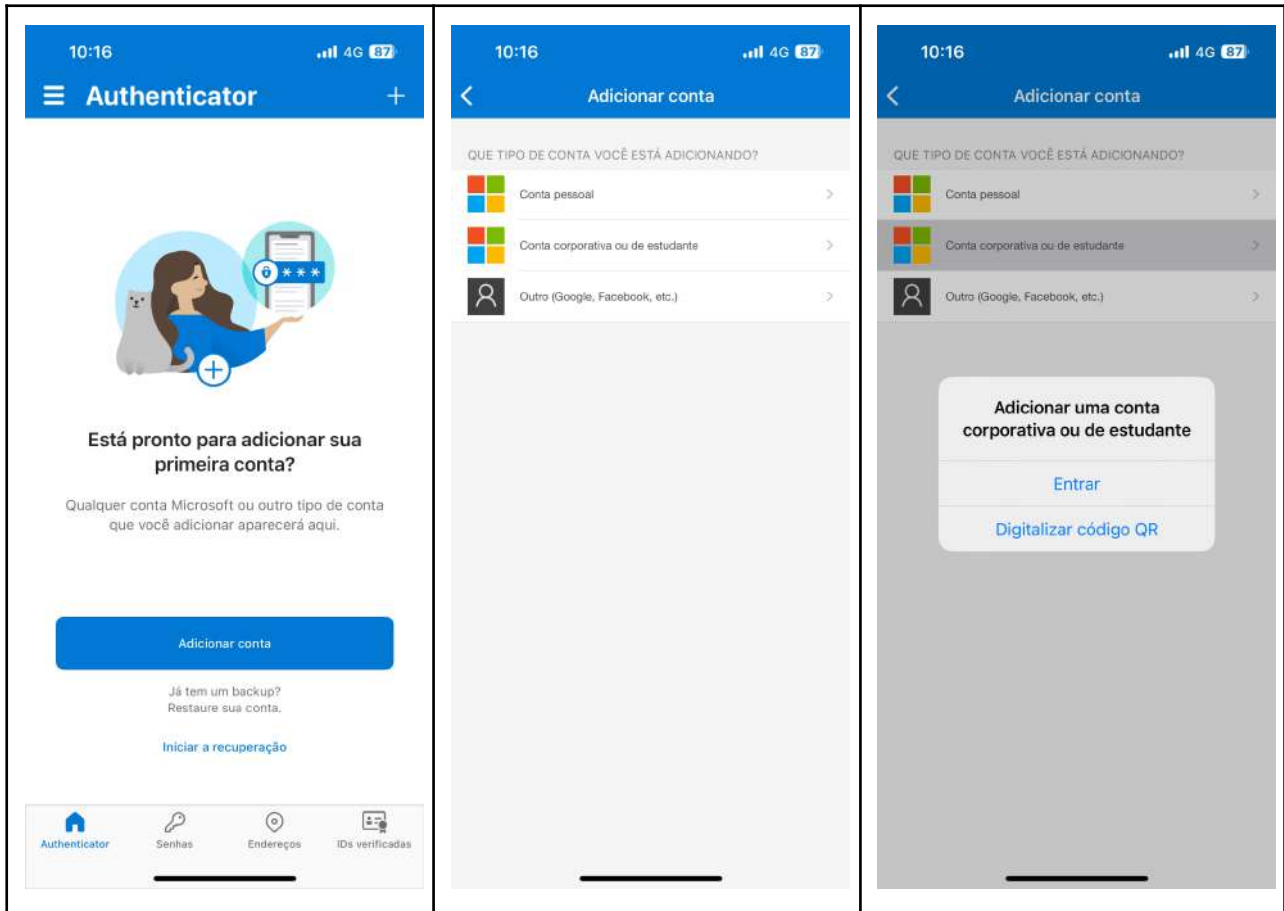 10:16
4G 87
Authenticator
* * *
Está pronto para adicionar sua
primeira conta?
Qualquer conta Microsoft ou outro tipo de conta
que você adicionar aparecerá aqui.
Adicionar conta
Já tem um backup?
Restaure sua conta.
Iniciar a recuperação
Authenticator
Senhas
Endereços
IDs verificadas
10:16
4G 87
Adicionar conta
QUE TIPO DE CONTA VOCÊ ESTÁ ADICIONANDO?
Conta pessoal
Conta corporativa ou de estudante
Outro (Google, Facebook, etc.)
10:16
4G 87
Adicionar conta
QUE TIPO DE CONTA VOCÊ ESTÁ ADICIONANDO?
Conta pessoal
Conta corporativa ou de estudante
Outro (Google, Facebook, etc.)
Adicionar uma conta
corporativa ou de estudante
Entrar
Digitalizar código QR